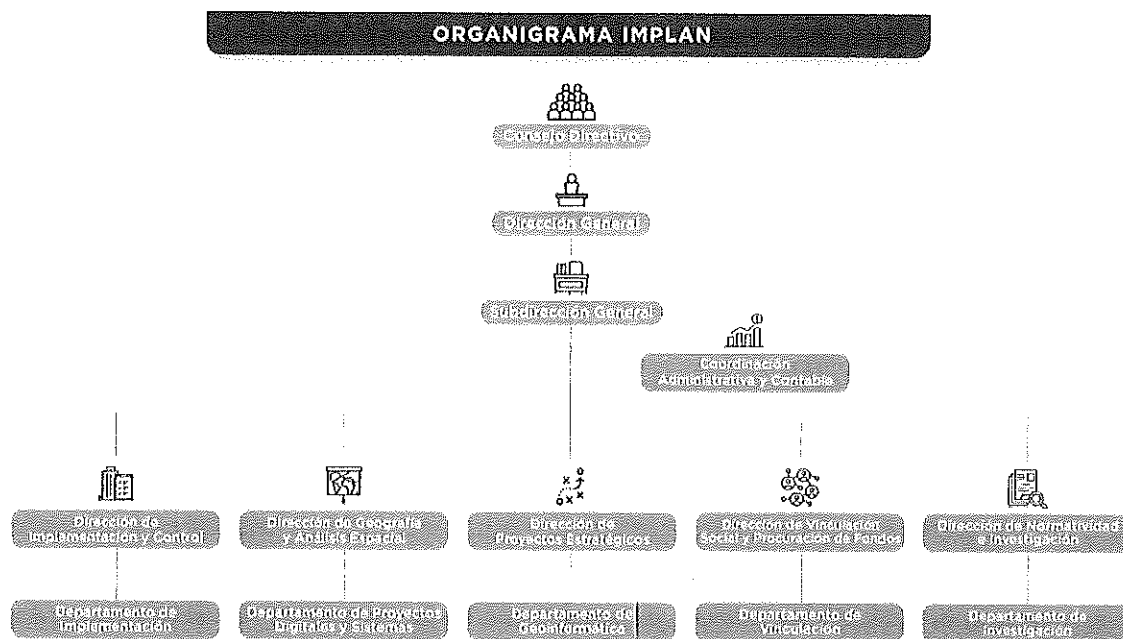 ORGANIGRAMA IMPLAN
Consejo Directivo
Dirección General
Subdirección General
Coordinación
Administrativa y Contable
Dirección de
Implementación y Control
Dirección de Geografía
y Análisis Espacial
Dirección de
Proyectos Estratégicos
Dirección de Vinculación
Social y Procuración de Fondos
Dirección de Normatividad
e Investigación
Departamento de
Implementación
Departamento de Proyectos
Digitales y Sistemas
Departamento de
Geoinformática
Departamento de
Vinculación
Departamento de
Investigación